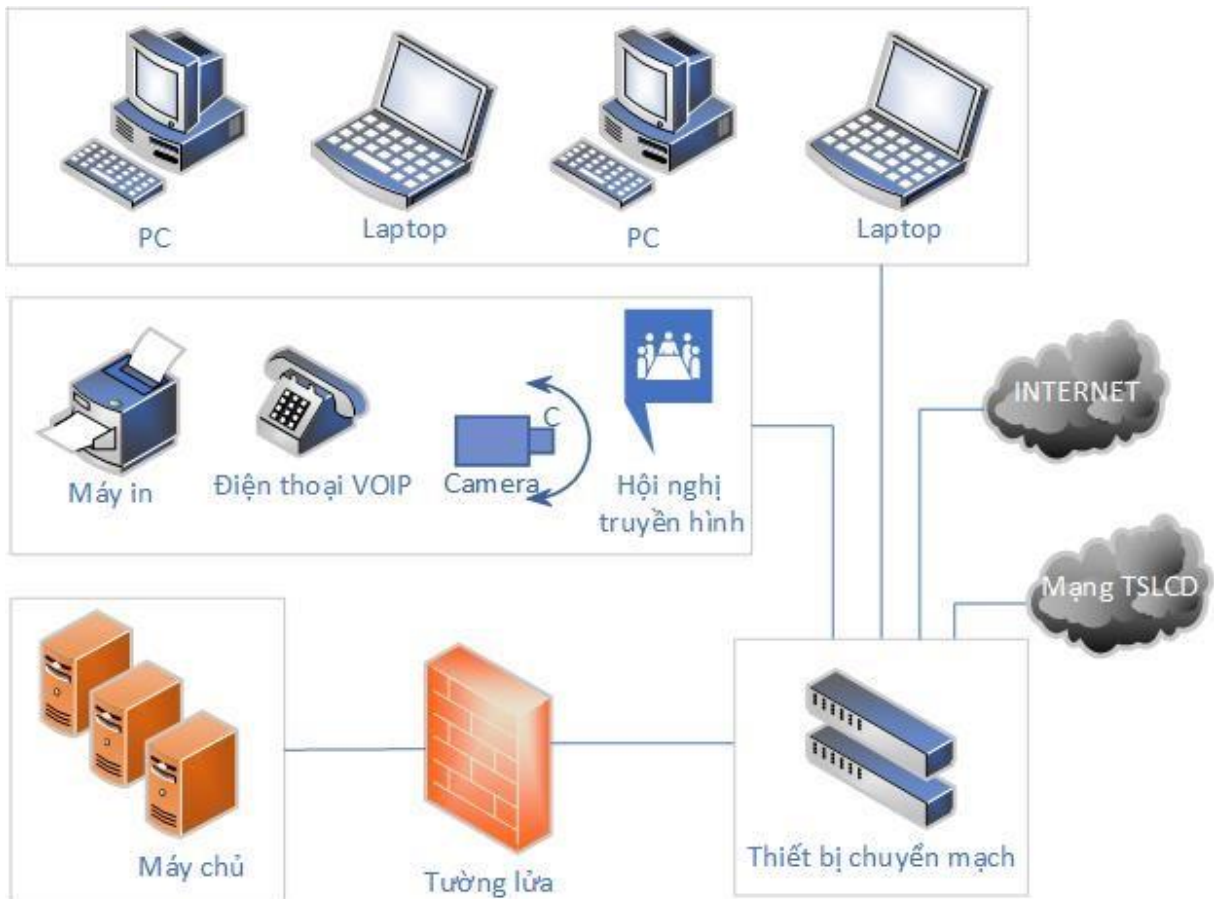 PC
Laptop
PC
Laptop
Máy in
Điện thoại VOIP
C
Camera
Hội nghị
truyền hình
INTERNET
Mạng TSLCD
Máy chủ
Tường lửa
Thiết bị chuyển mạch